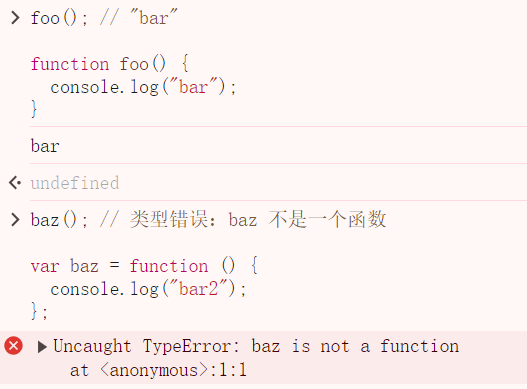 foo(); // "bar"
function foo() {
  console.log("bar");
}
bar
undefined
baz(); // 类型错误：baz 不是一个函数
var baz = function () {
  console.log("bar2");
};
Uncaught TypeError: baz is not a function
    at <anonymous>:1:1